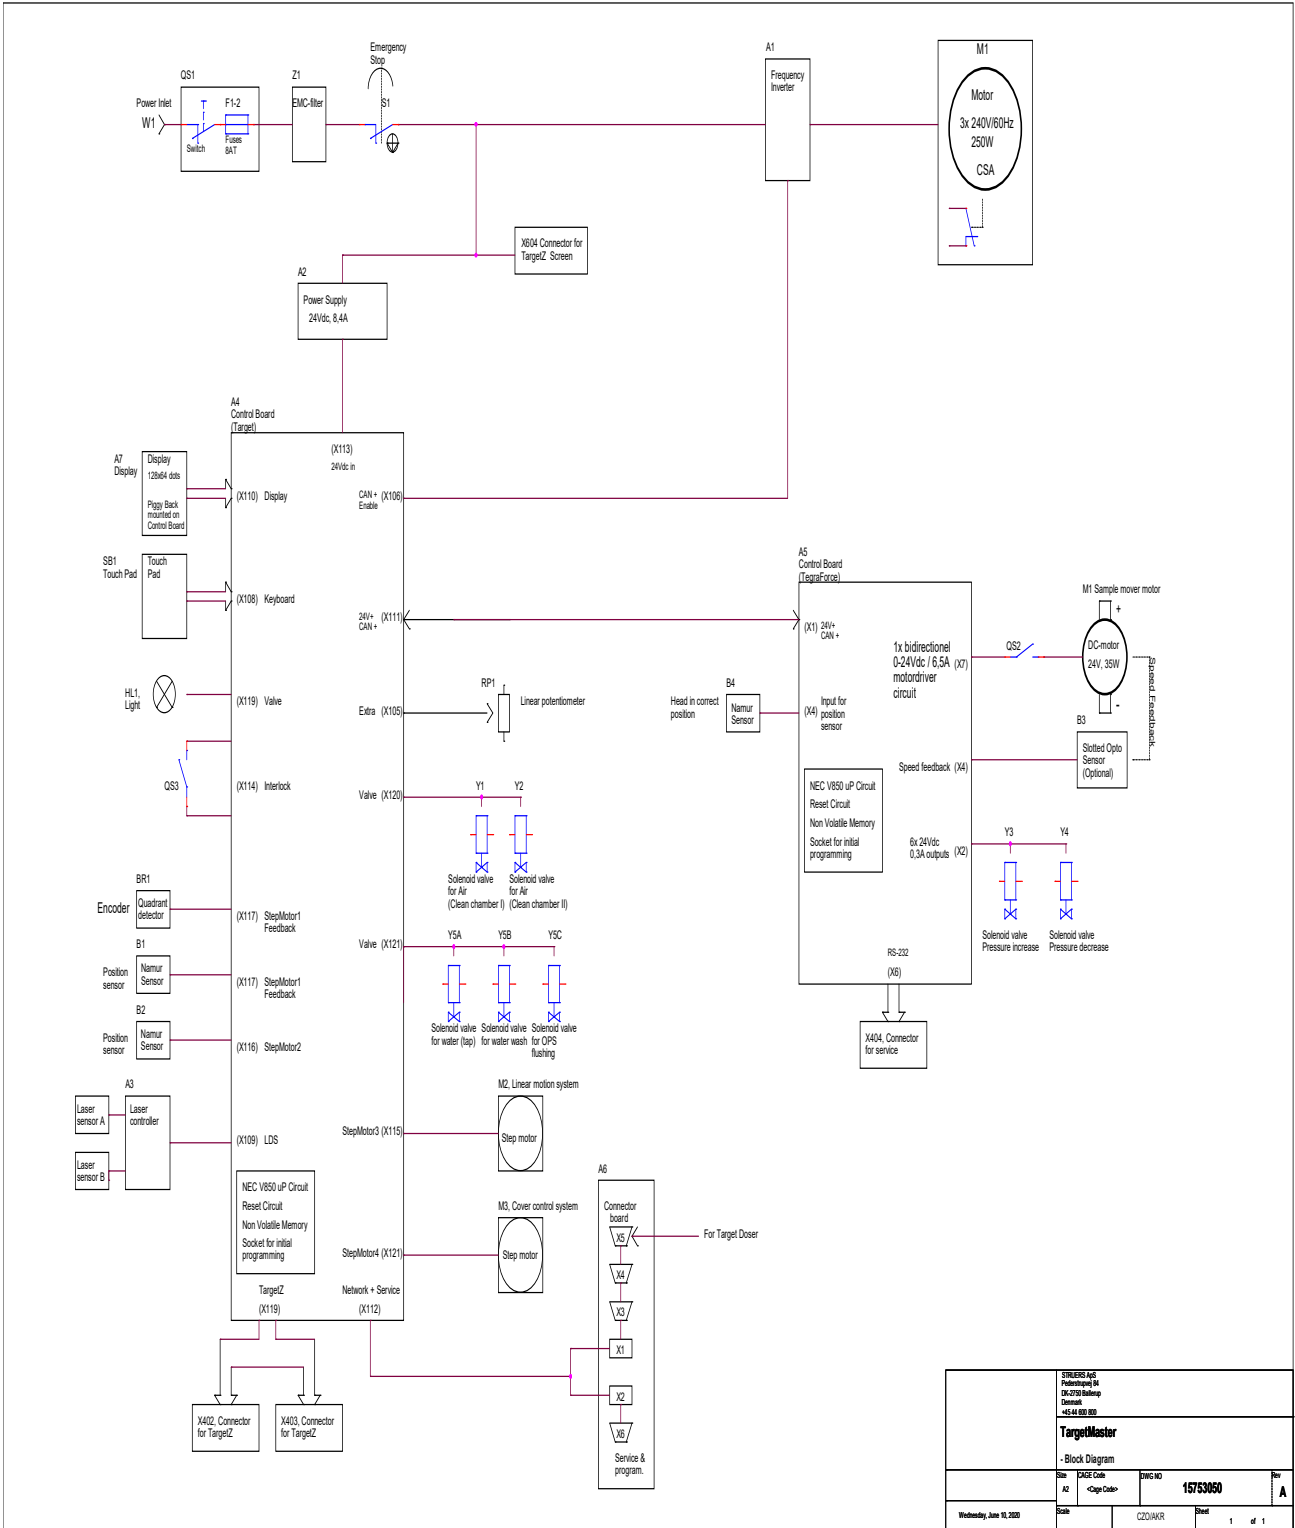 Emergency
Stop
A1
M1
QS1
Z1
Frequency
Inverter
Power Inlet
F1-2
EMC-filter
S1
Motor
W1
3x 240V/60Hz
250W
Switch
Fuses
8AT
CSA
X604 Connector for
TargetZ Screen
A2
Power Supply
24Vdc, 8,4A
A4
Control Board
(Target)
(X113)
24Vdc in
A7
Display
Display
128x64 dots
Piggy Back
mounted on
Control Board
(X110) Display
CAN +
Enable
(X106)
SB1
Touch Pad
Touch
Pad
(X108) Keyboard
24V+
CAN +
(X111)
A5
Control Board
(TegraForce)
(X1)
24V+
CAN +
1x bidirectionel
0-24Vdc / 6,5A
motordriver
circuit
(X7)
QS2
M1 Sample mover motor
+
DC-motor
24V, 35W
-
Speed Feedback
HL1,
Light
(X119) Valve
Extra (X105)
RP1
Linear potentiometer
Head in correct
position
B4
Namur
Sensor
(X4)
Input for
position
sensor
B3
Slotted Opto
Sensor
(Optional)
Speed feedback (X4)
QS3
(X114) Interlock
Valve (X120)
Y1
Y2
NEC V850 uP Circuit
Reset Circuit
Non Volatile Memory
Socket for initial
programming
6x 24Vdc
0,3A outputs
(X2)
Y3
Y4
Solenoid valve
for Air
(Clean chamber I)
Solenoid valve
for Air
(Clean chamber II)
Solenoid valve
Pressure increase
Solenoid valve
Pressure decrease
BR1
Encoder
Quadrant
detector
(X117) StepMotor1
Feedback
Valve (X121)
Y5A
Y5B
Y5C
RS-232
(X6)
B1
Position
sensor
Namur
Sensor
(X117) StepMotor1
Feedback
Solenoid valve
for water (tap)
Solenoid valve
for water wash
Solenoid valve
for OPS
flushing
X404, Connector
for service
B2
Position
sensor
Namur
Sensor
(X116) StepMotor2
A3
Laser
sensor A
Laser
controller
Laser
sensor B
(X109) LDS
M2, Linear motion system
StepMotor3 (X115)
Step motor
NEC V850 uP Circuit
Reset Circuit
Non Volatile Memory
Socket for initial
programming
M3, Cover control system
StepMotor4 (X121)
Step motor
A6
Connector
board
X5
For Target Doser
X4
X3
X1
X2
X6
Service &
program.
TargetZ
(X119)
Network + Service
(X112)
X402, Connector
for TargetZ
X403, Connector
for TargetZ
STRUERS ApS
Pederstrupvej 84
DK-2750 Ballerup
Denmark
+45 44 600 800
TargetMaster
- Block Diagram
Size
A2
CAGE Code
<Cage Code>
DWG NO
15753050
Rev
A
Wednesday, June 10, 2020
Scale
CZO/AKR
Sheet
1 of 1